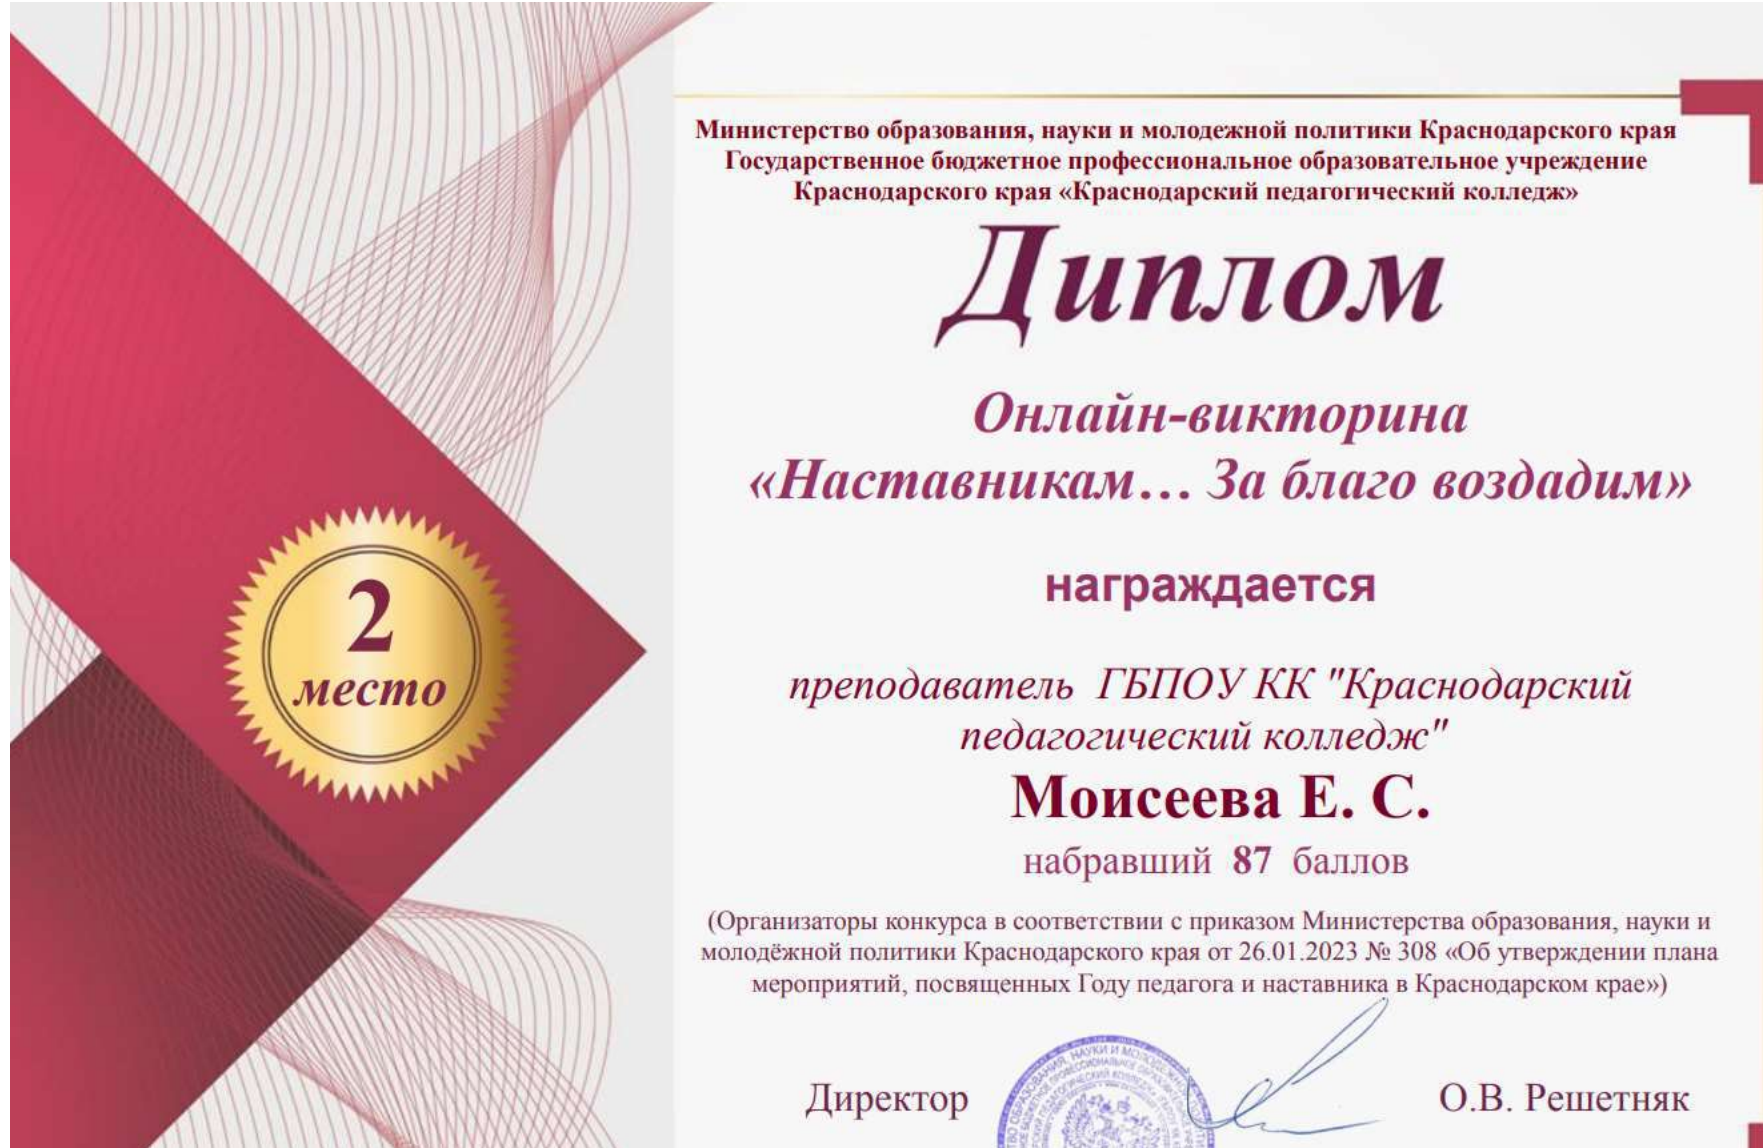 Министерство образования, науки и молодежной политики Краснодарского края
Государственное бюджетное профессиональное образовательное учреждение
Краснодарского края «Краснодарский педагогический колледж»
Диплом
Онлайн-викторина
«Наставникам… За благо воздадим»
награждается
преподаватель ГБПОУ КК "Краснодарский
педагогический колледж"
Моисеева Е. С.
набравший 87 баллов
(Организаторы конкурса в соответствии с приказом Министерства образования, науки и
молодёжной политики Краснодарского края от 26.01.2023 № 308 «Об утверждении плана
мероприятий, посвященных Году педагога и наставника в Краснодарском крае»)
Директор
О.В. Решетняк
2
место